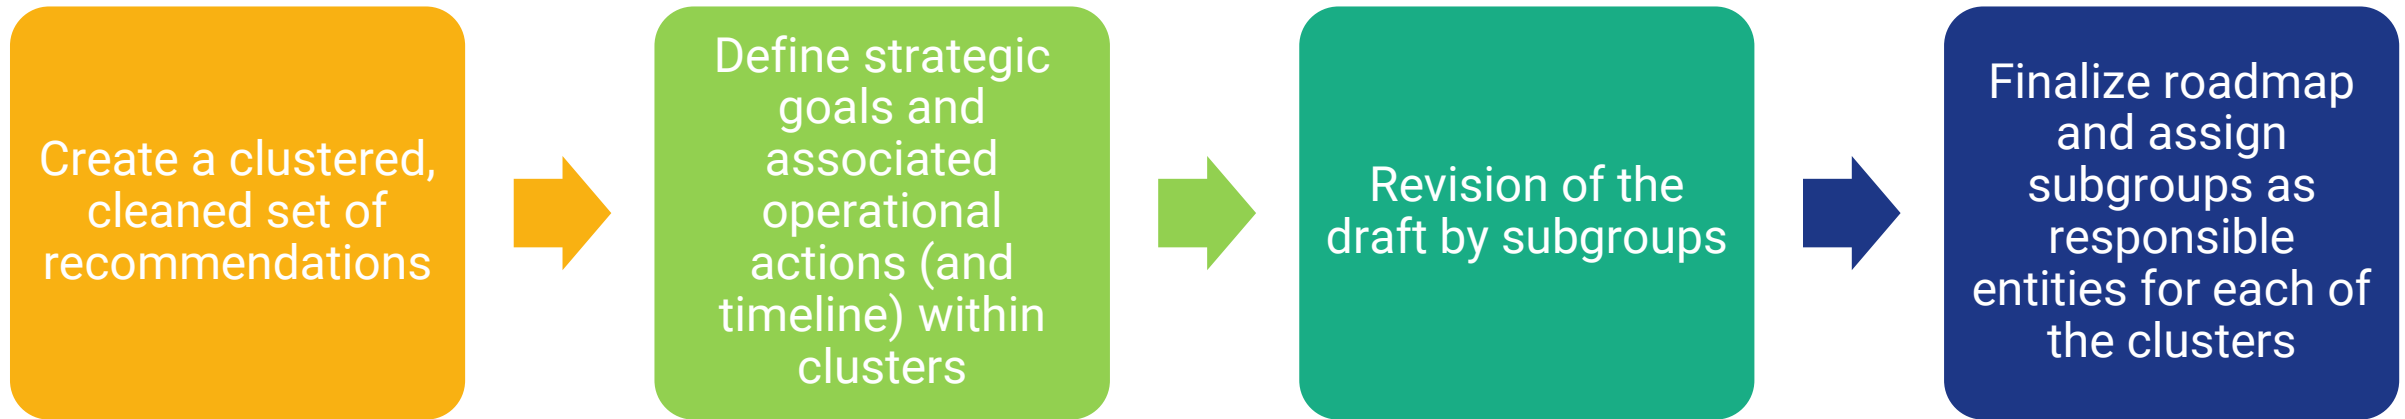 Create a clustered,
cleaned set of
recommendations
Define strategic
goals and
associated
operational
actions (and
timeline) within
clusters
Revision of the
draft by subgroups
Finalize roadmap
and assign
subgroups as
responsible
entities for each of
the clusters